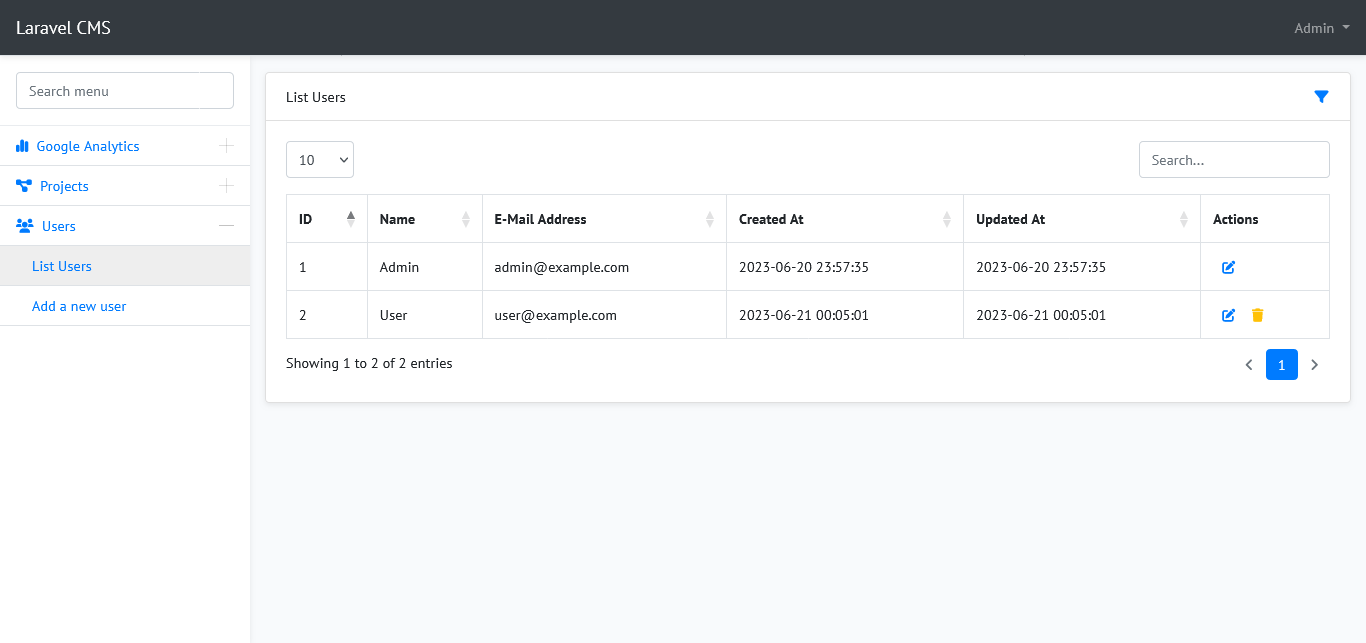 Laravel CMS
Admin
Search menu
Google Analytics
Projects
Users
List Users
Add a new user
List Users
10
Search...
ID Name E-Mail Address Created At Updated At Actions
1 Admin admin@example.com 2023-06-20 23:57:35 2023-06-20 23:57:35
2 User user@example.com 2023-06-21 00:05:01 2023-06-21 00:05:01
Showing 1 to 2 of 2 entries
1